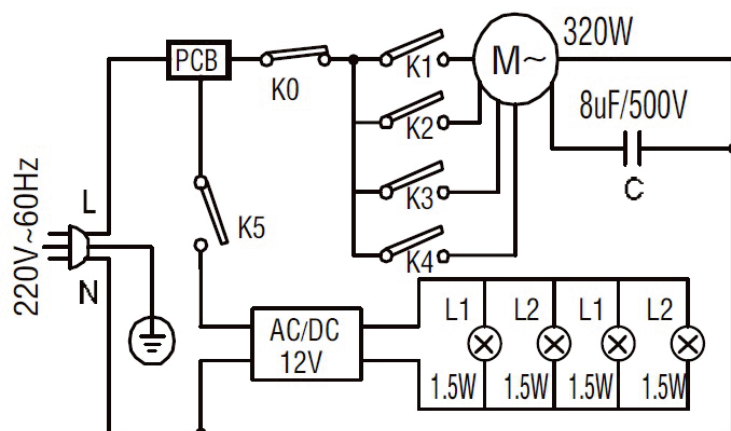 320W
PCB
K0
K1
M~
8uF/500V
K2
C
K3
K4
K5
220V~60Hz
L
N
AC/DC
12V
L1 L2 L1 L2
1.5W 1.5W 1.5W 1.5W